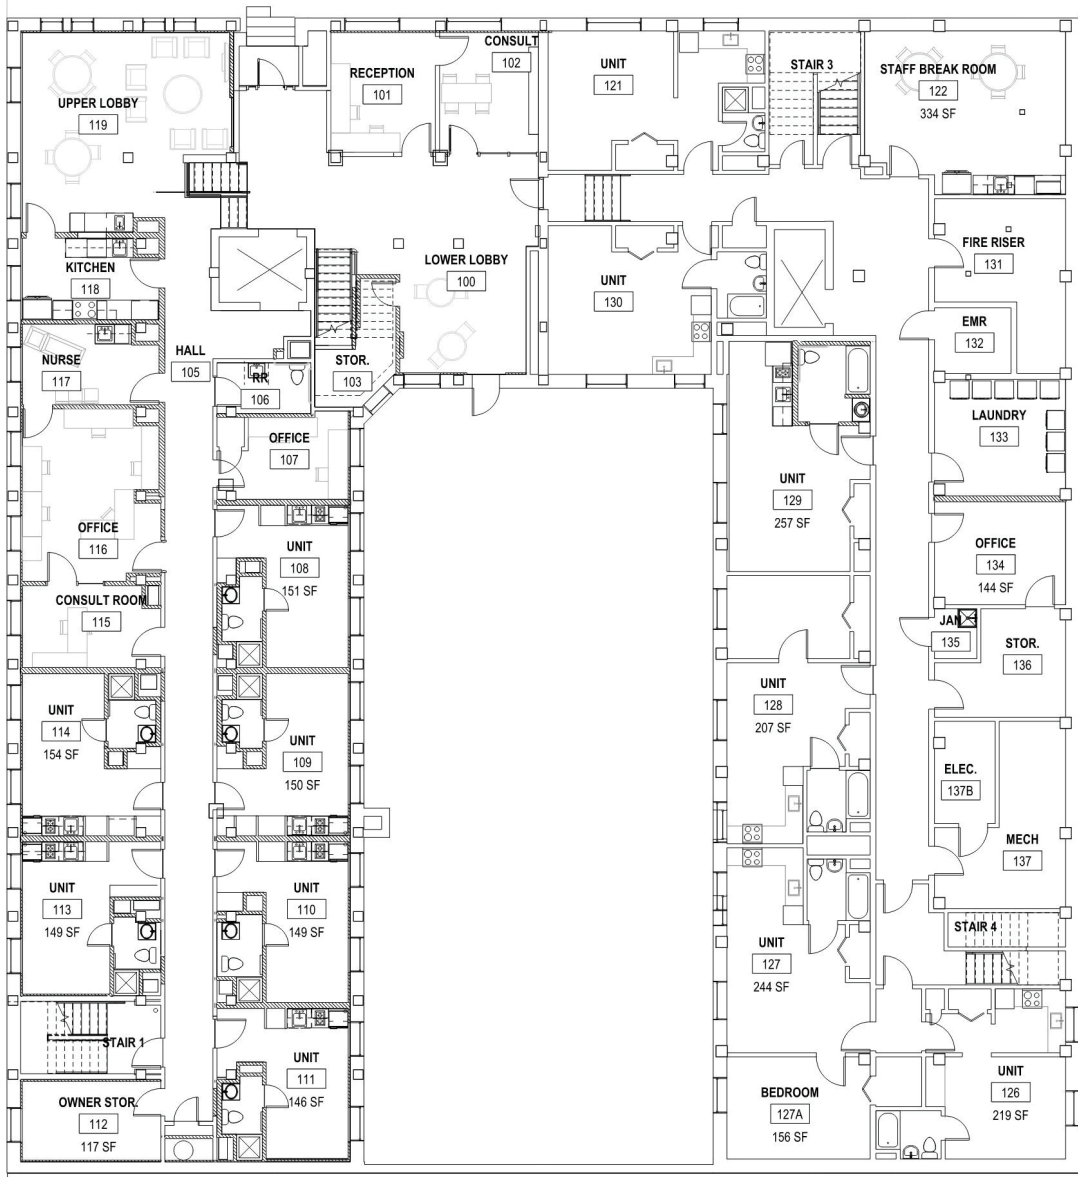 UPPER LOBBY
119
RECEPTION
101
CONSULT
102
UNIT
121
STAIR 3
STAFF BREAK ROOM
122
334 SF
KITCHEN
118
LOWER LOBBY
100
UNIT
130
FIRE RISER
131
EMR
132
NURSE
117
HALL
105
RR
106
STOR.
103
OFFICE
107
LAUNDRY
133
UNIT
129
257 SF
OFFICE
116
UNIT
108
151 SF
OFFICE
134
144 SF
CONSULT ROOM
115
JAN
135
STOR.
136
UNIT
114
154 SF
UNIT
109
150 SF
UNIT
128
207 SF
ELEC.
137B
MECH
137
UNIT
113
149 SF
UNIT
110
149 SF
UNIT
127
244 SF
STAIR 4
STAIR 1
UNIT
111
146 SF
OWNER STOR.
112
117 SF
BEDROOM
127A
156 SF
UNIT
126
219 SF